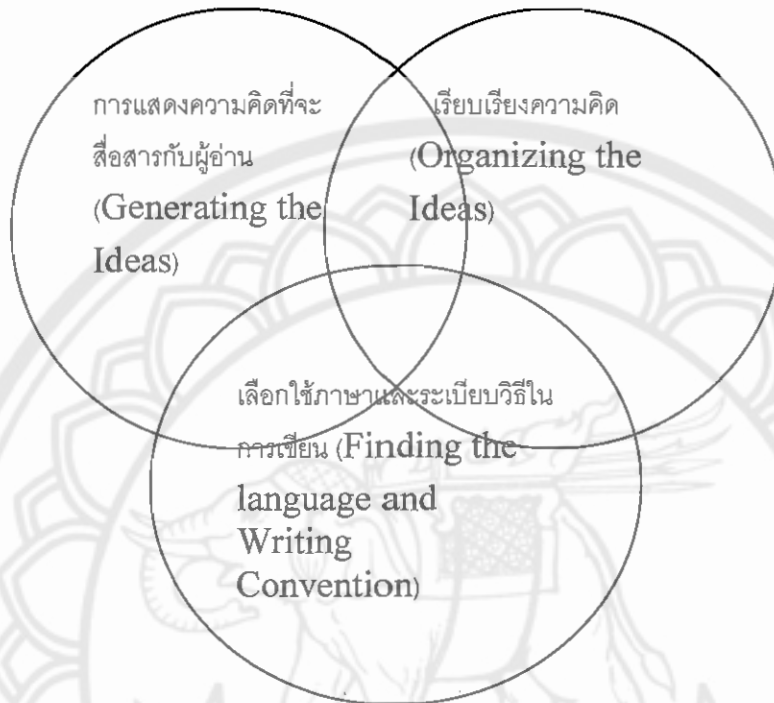 การแสดงความคิดที่จะ
สื่อสารกับผู้อ่าน
(Generating the
Ideas)
เรียบเรียงความคิด
(Organizing the
Ideas)
เลือกใช้ภาษาและระเบียบวิธีใน
การเขียน (Finding the
language and
Writing
Convention)